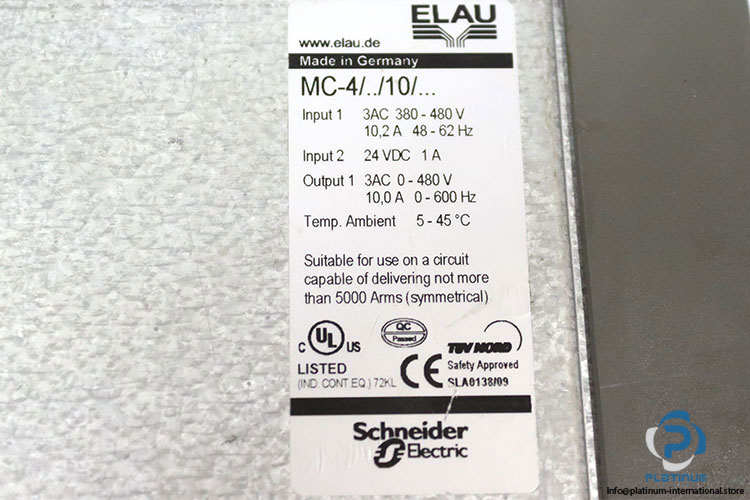 ELAU
www.elau.de
Made in Germany
MC-4/../10/...
Input 1 3AC 380 - 480 V
10,2 A 48 - 62 Hz
Input 2 24 VDC 1 A
Output 1 3AC 0 - 480 V
10,0 A 0 - 600 Hz
Temp. Ambient 5 - 45 °C
Suitable for use on a circuit
capable of delivering not more
than 5000 Arms (symmetrical)
C UL US
LISTED
(IND. CONT. EQ.) 72KL
QC
Passed
CE
TÜV NORD
Safety Approved
SLA0138/09
Schneider
Electric
PLATINUM
Info@platinum-international.store